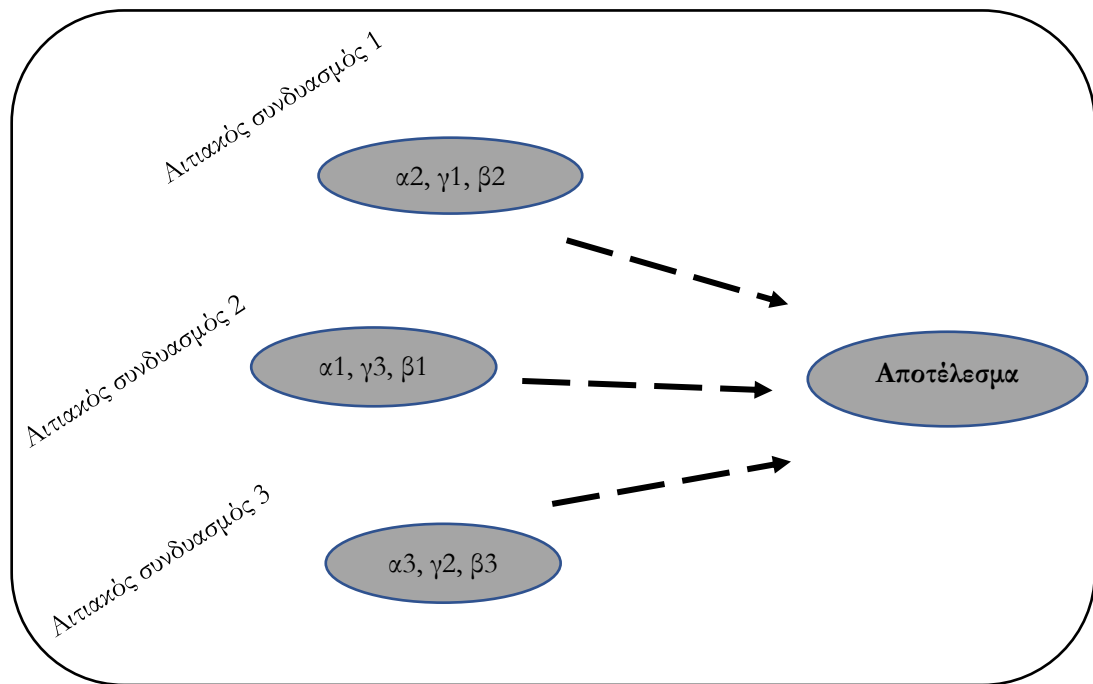 Αιτιακός συνδυασμός 1
α2, γ1, β2
Αιτιακός συνδυασμός 2
α1, γ3, β1
Αποτέλεσμα
Αιτιακός συνδυασμός 3
α3, γ2, β3